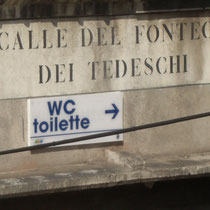 CALLE DEL FONTEG
DEI TEDESCHI
WC →
toilette